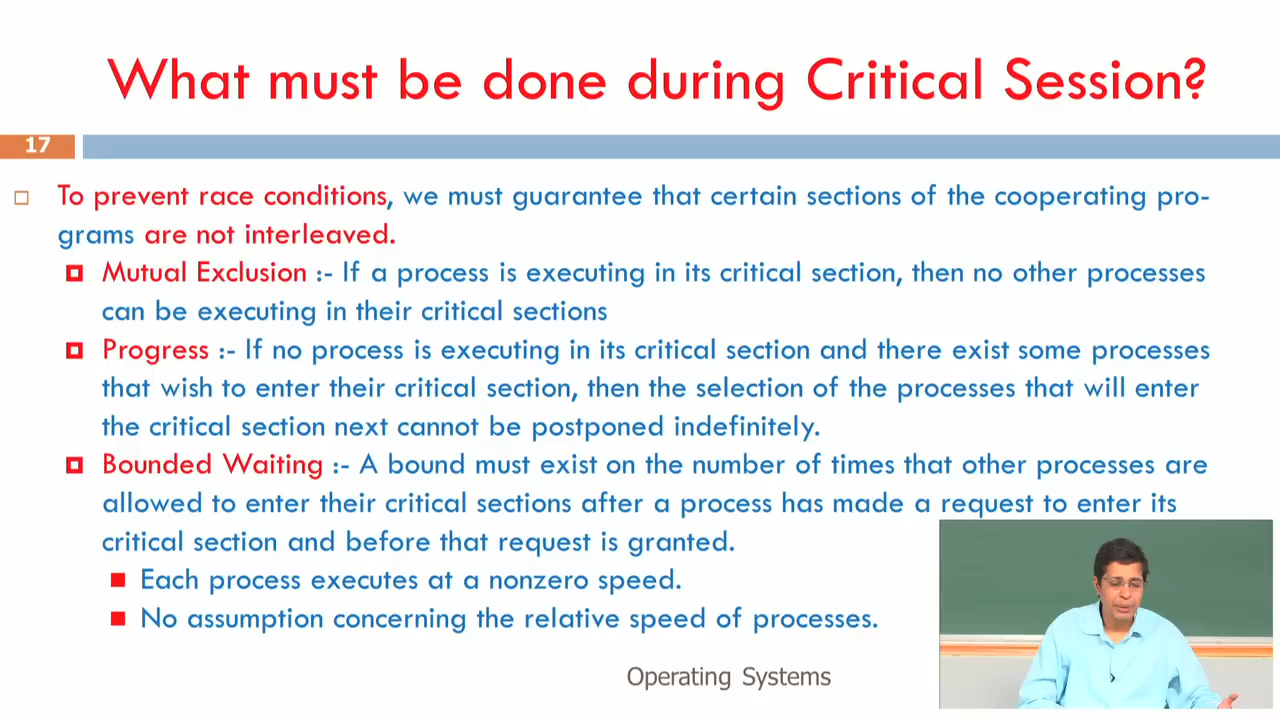 What must be done during Critical Session?
17
To prevent race conditions, we must guarantee that certain sections of the cooperating pro-
grams are not interleaved.
Mutual Exclusion :- If a process is executing in its critical section, then no other processes
can be executing in their critical sections
Progress :- If no process is executing in its critical section and there exist some processes
that wish to enter their critical section, then the selection of the processes that will enter
the critical section next cannot be postponed indefinitely.
Bounded Waiting :- A bound must exist on the number of times that other processes are
allowed to enter their critical sections after a process has made a request to enter its
critical section and before that request is granted.
Each process executes at a nonzero speed.
No assumption concerning the relative speed of processes.
Operating Systems